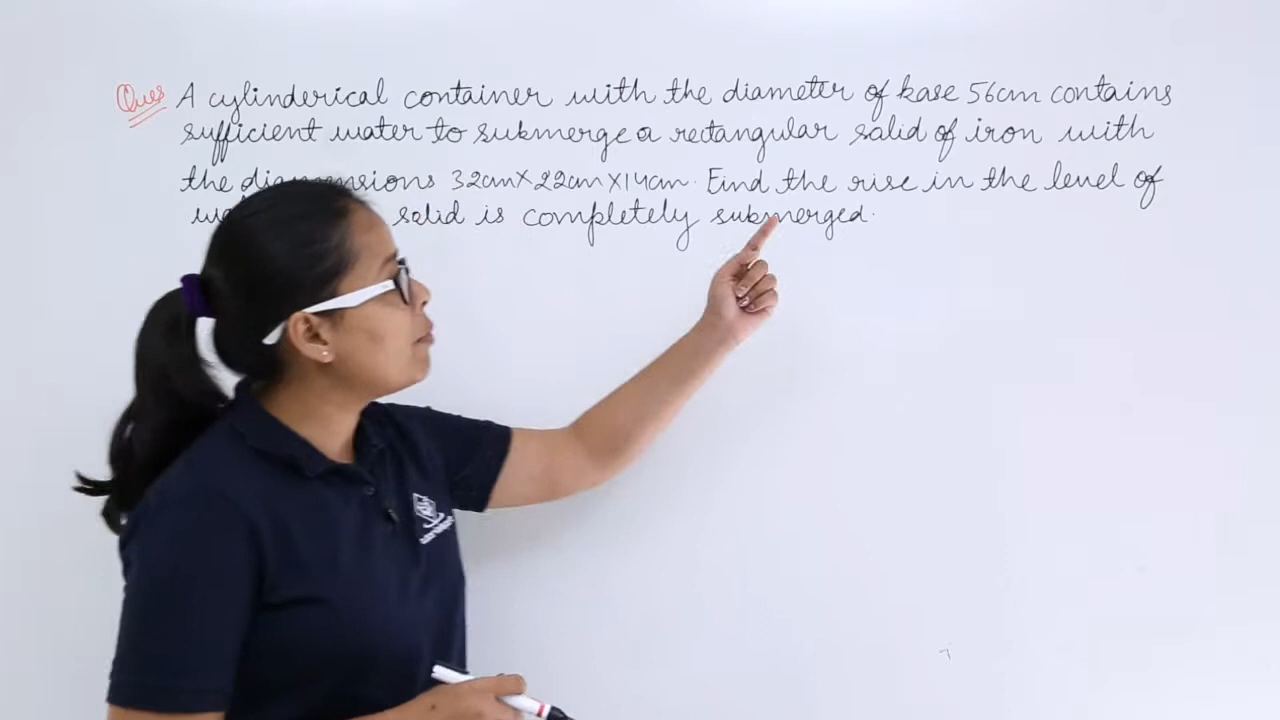 Ques A cylinderical container with the diameter of base 56cm contains
sufficient water to submerge a rectangular solid of iron with
the 32cm×22cm×14cm. Find the rise in the level of
solid is completely submerged.